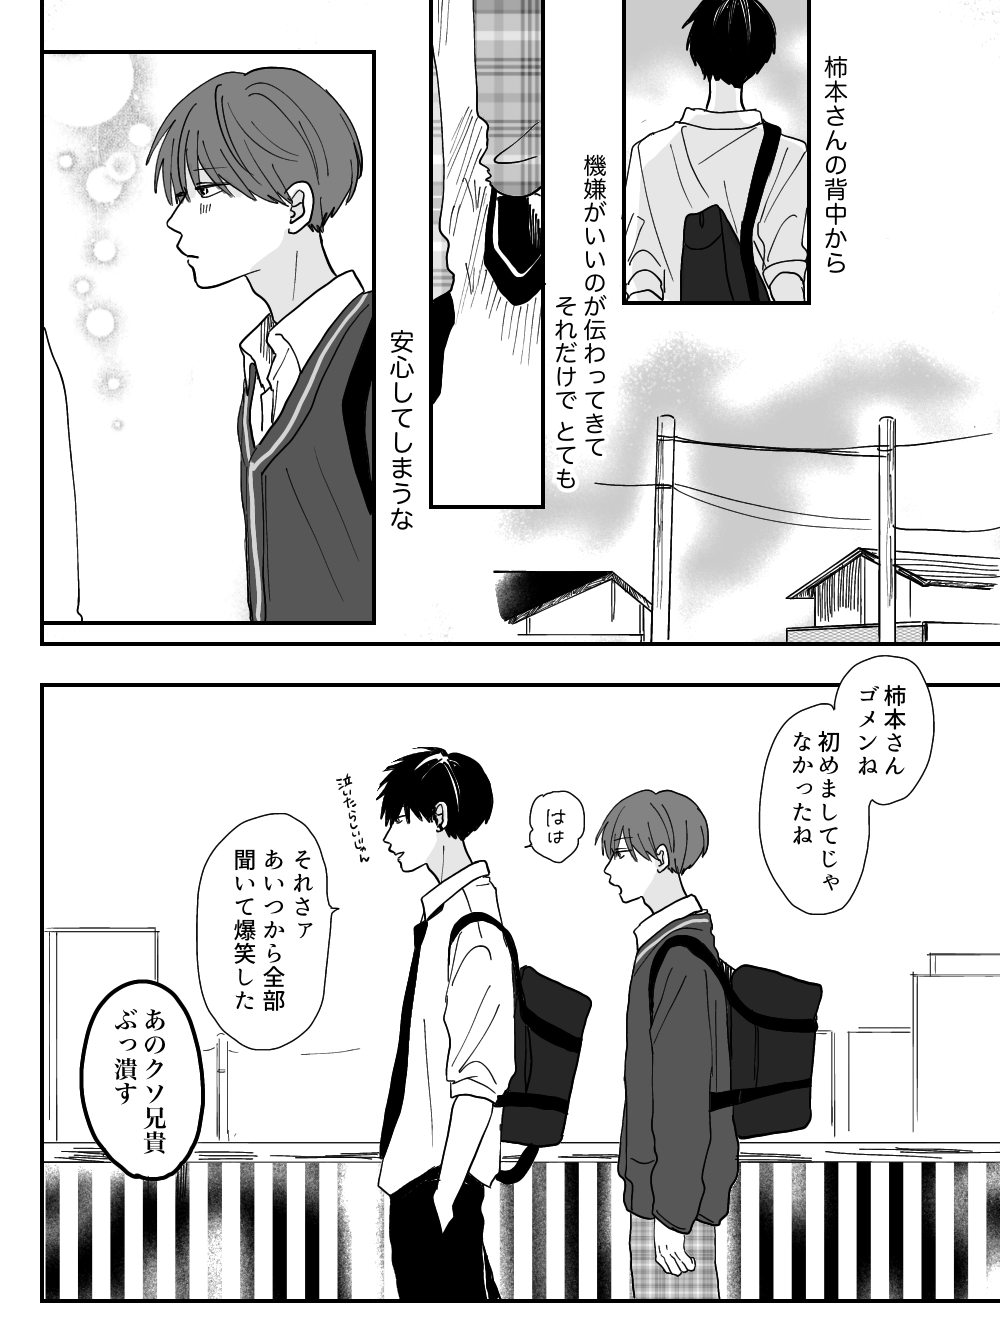 柿本さんの背中から
機嫌がいいのが伝わってきて
それだけで とても
安心してしまうな
柿本さん
ゴメンね
初めましてじゃ
なかったね
はは
泣いたらしいじゃん
それさァ
あいつから全部
聞いて爆笑した
あのクソ兄貴
ぶっ潰す